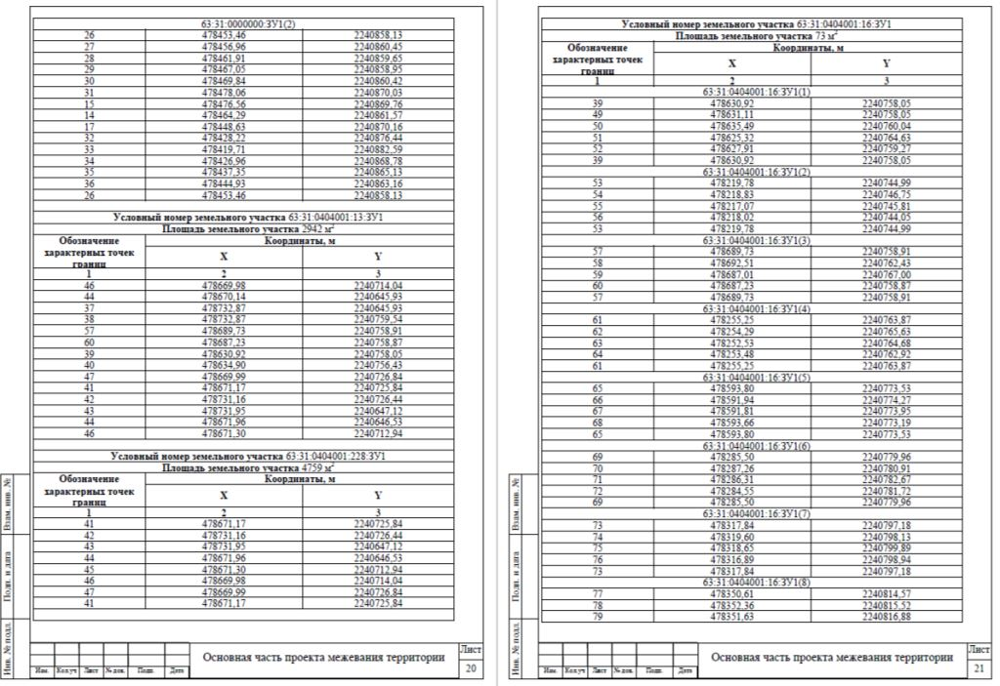 63:31:0000000:ЗУ1(2)
26 478453,46 2240858,13
27 478456,96 2240860,45
28 478461,91 2240859,65
29 478467,05 2240858,95
30 478469,84 2240860,42
31 478478,06 2240870,03
15 478476,56 2240869,76
14 478464,29 2240861,57
17 478448,63 2240870,16
32 478428,22 2240876,44
33 478419,71 2240882,59
34 478426,96 2240868,78
35 478437,35 2240865,13
36 478444,93 2240863,16
26 478453,46 2240858,13
Условный номер земельного участка 63:31:0404001:13:ЗУ1
Площадь земельного участка 2942 м²
Обозначение характерных точек границ
Координаты, м
X Y
1 2 3
46 478669,98 2240714,04
44 478670,14 2240645,93
37 478732,87 2240645,93
38 478732,87 2240759,54
57 478689,73 2240758,91
60 478687,23 2240758,87
39 478630,92 2240758,05
40 478634,90 2240756,43
47 478669,99 2240726,84
41 478671,17 2240725,84
42 478731,16 2240726,44
43 478731,95 2240647,12
44 478671,96 2240646,53
46 478671,30 2240712,94
Условный номер земельного участка 63:31:0404001:228:ЗУ1
Площадь земельного участка 4759 м²
Обозначение характерных точек границ
Координаты, м
X Y
1 2 3
41 478671,17 2240725,84
42 478731,16 2240726,44
43 478731,95 2240647,12
44 478671,96 2240646,53
45 478671,30 2240712,94
46 478669,98 2240714,04
47 478669,99 2240726,84
41 478671,17 2240725,84
Взам. инв. №
Подп. и дата
Инв. № подл.
Изм. Кол.уч Лист № док. Подп. Дата
Основная часть проекта межевания территории
Лист
20
Условный номер земельного участка 63:31:0404001:16:ЗУ1
Площадь земельного участка 73 м²
Обозначение характерных точек границ
Координаты, м
X Y
1 2 3
63:31:0404001:16:ЗУ1(1)
39 478630,92 2240758,05
49 478631,11 2240758,05
50 478635,49 2240760,04
51 478625,32 2240764,63
52 478627,91 2240759,27
39 478630,92 2240758,05
63:31:0404001:16:ЗУ1(2)
53 478219,78 2240744,99
54 478218,83 2240746,75
55 478217,07 2240745,81
56 478218,02 2240744,05
53 478219,78 2240744,99
63:31:0404001:16:ЗУ1(3)
57 478689,73 2240758,91
58 478692,51 2240762,43
59 478687,01 2240767,00
60 478687,23 2240758,87
57 478689,73 2240758,91
63:31:0404001:16:ЗУ1(4)
61 478255,25 2240763,87
62 478254,29 2240765,63
63 478252,53 2240764,68
64 478253,48 2240762,92
61 478255,25 2240763,87
63:31:0404001:16:ЗУ1(5)
65 478593,80 2240773,53
66 478591,94 2240774,27
67 478591,81 2240773,95
68 478593,66 2240773,19
65 478593,80 2240773,53
63:31:0404001:16:ЗУ1(6)
69 478285,50 2240779,96
70 478287,26 2240780,91
71 478286,31 2240782,67
72 478284,55 2240781,72
69 478285,50 2240779,96
63:31:0404001:16:ЗУ1(7)
73 478317,84 2240797,18
74 478319,60 2240798,13
75 478318,65 2240799,89
76 478316,89 2240798,94
73 478317,84 2240797,18
63:31:0404001:16:ЗУ1(8)
77 478350,61 2240814,57
78 478352,36 2240815,52
79 478351,63 2240816,88
Взам. инв. №
Подп. и дата
Инв. № подл.
Изм. Кол.уч Лист № док. Подп. Дата
Основная часть проекта межевания территории
Лист
21